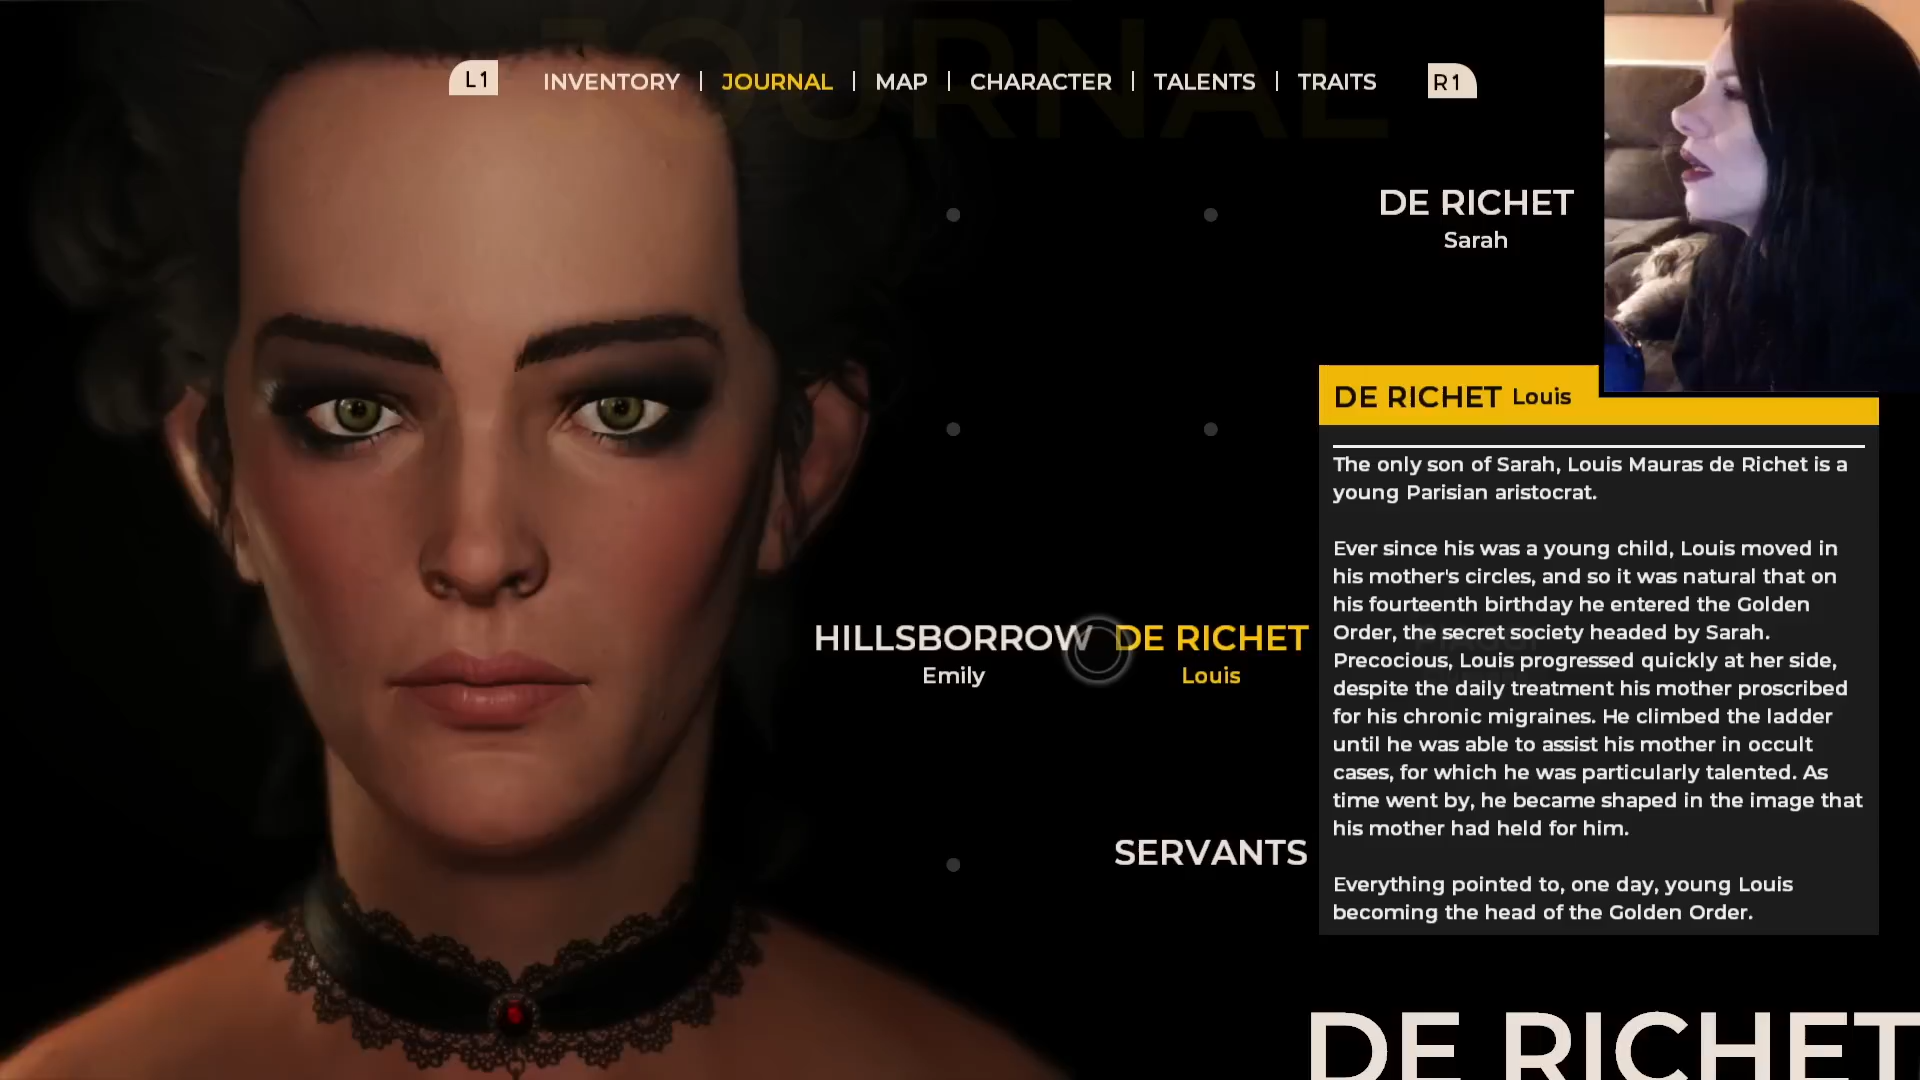 JOURNAL
L1 INVENTORY | JOURNAL | MAP | CHARACTER | TALENTS | TRAITS R1
DE RICHET
Sarah
HILLSBORROW
Emily
DE RICHET
Louis
SERVANTS
DE RICHET Louis
The only son of Sarah, Louis Mauras de Richet is a
young Parisian aristocrat.
Ever since his was a young child, Louis moved in
his mother's circles, and so it was natural that on
his fourteenth birthday he entered the Golden
Order, the secret society headed by Sarah.
Precocious, Louis progressed quickly at her side,
despite the daily treatment his mother proscribed
for his chronic migraines. He climbed the ladder
until he was able to assist his mother in occult
cases, for which he was particularly talented. As
time went by, he became shaped in the image that
his mother had held for him.
Everything pointed to, one day, young Louis
becoming the head of the Golden Order.
DE RICHET